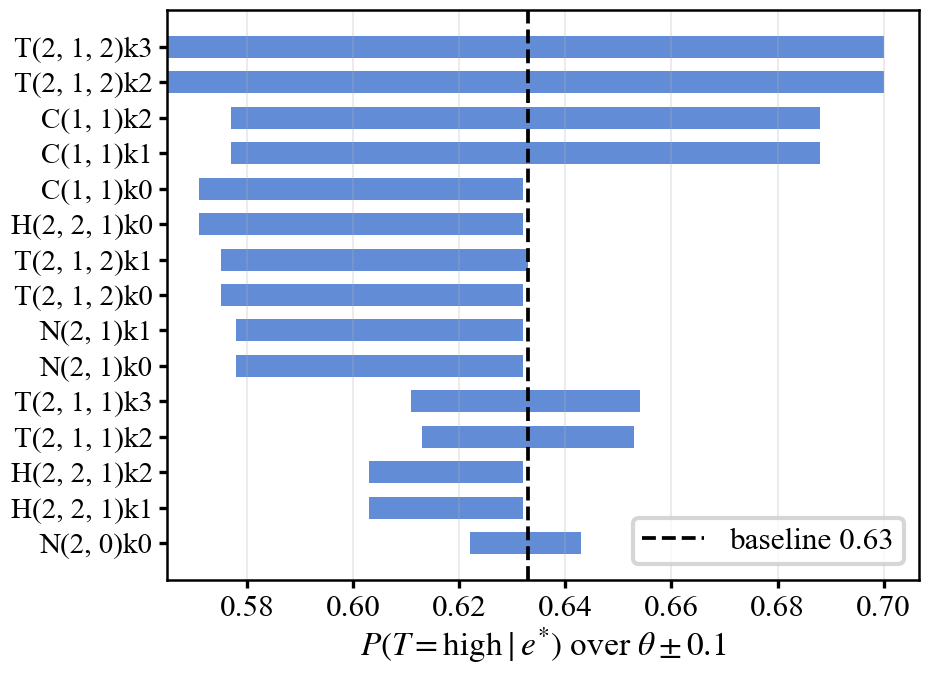 T(2, 1, 2)k3
T(2, 1, 2)k2
C(1, 1)k2
C(1, 1)k1
C(1, 1)k0
H(2, 2, 1)k0
T(2, 1, 2)k1
T(2, 1, 2)k0
N(2, 1)k1
N(2, 1)k0
T(2, 1, 1)k3
T(2, 1, 1)k2
H(2, 2, 1)k2
H(2, 2, 1)k1
N(2, 0)k0
baseline 0.63
0.58 0.60 0.62 0.64 0.66 0.68 0.70
P(T = high | e*) over θ ± 0.1